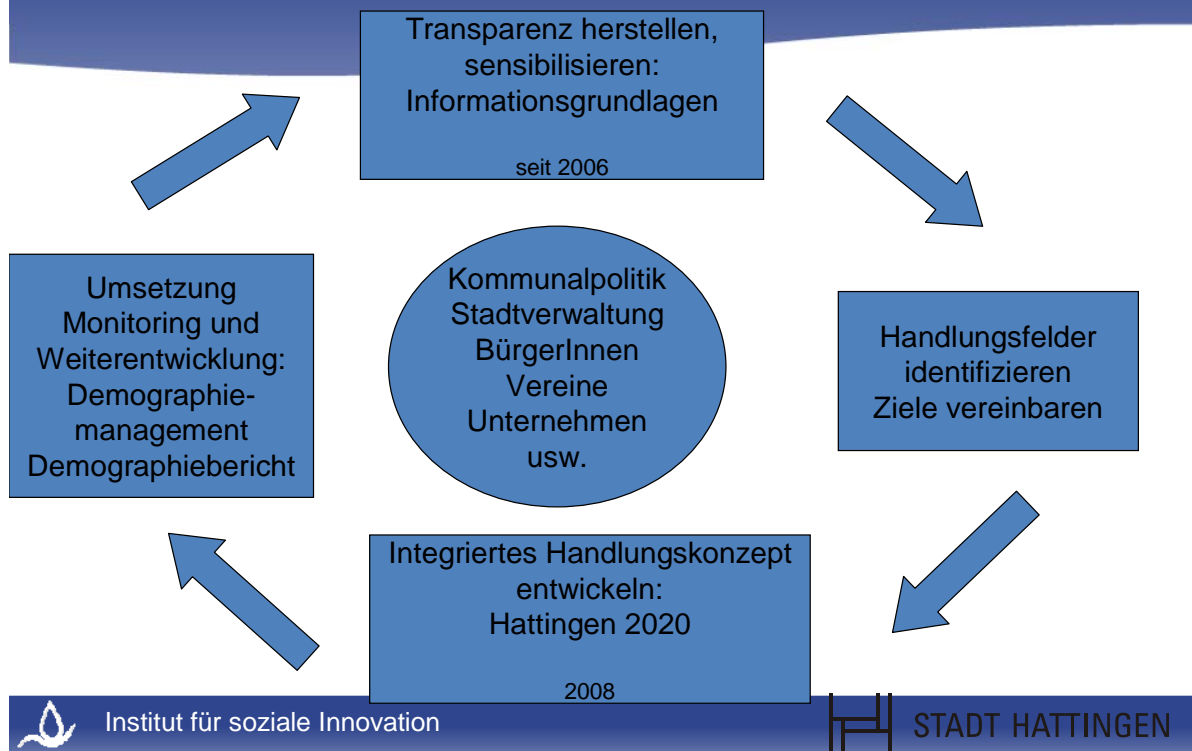 Transparenz herstellen,
sensibilisieren:
Informationsgrundlagen
seit 2006
Umsetzung
Monitoring und
Weiterentwicklung:
Demographie-
management
Demographiebericht
Kommunalpolitik
Stadtverwaltung
BürgerInnen
Vereine
Unternehmen
usw.
Handlungsfelder
identifizieren
Ziele vereinbaren
Integriertes Handlungskonzept
entwickeln:
Hattingen 2020
2008
Institut für soziale Innovation
STADT HATTINGEN